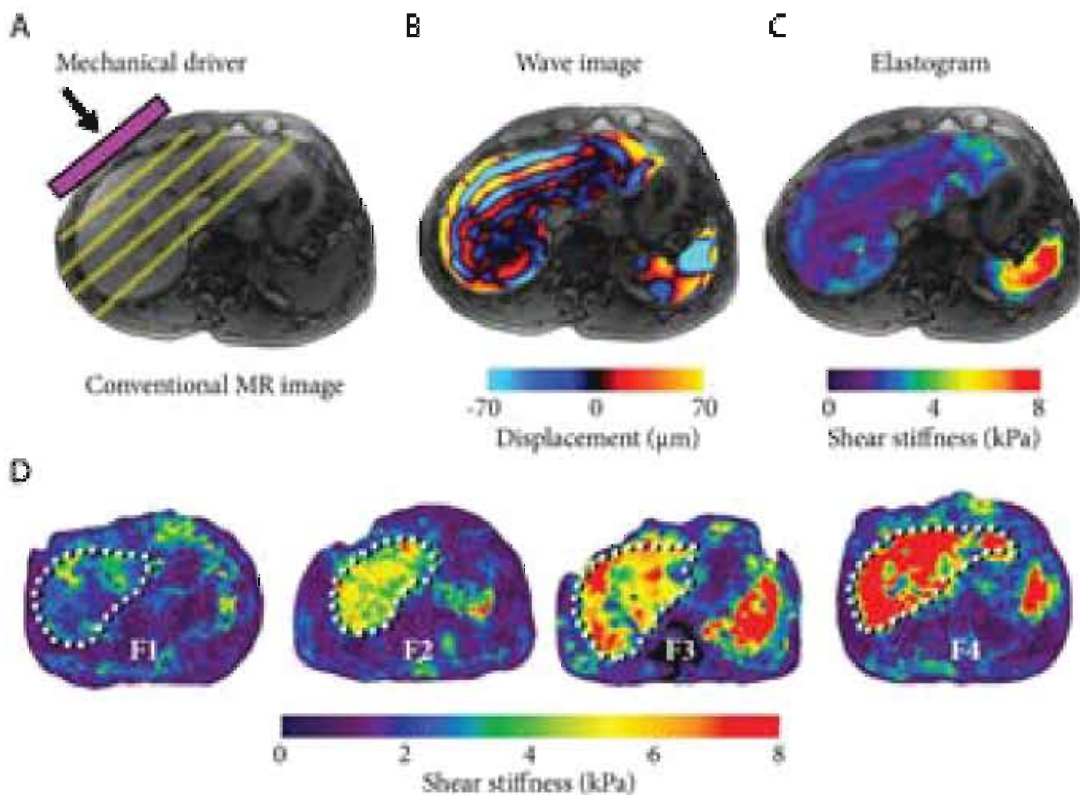 A
B
C
Mechanical driver
Wave image
Elastogram
Conventional MR image
-70 0 70
Displacement (μm)
0 4 8
Shear stiffness (kPa)
D
F1
F2
F3
F4
0 2 4 6 8
Shear stiffness (kPa)